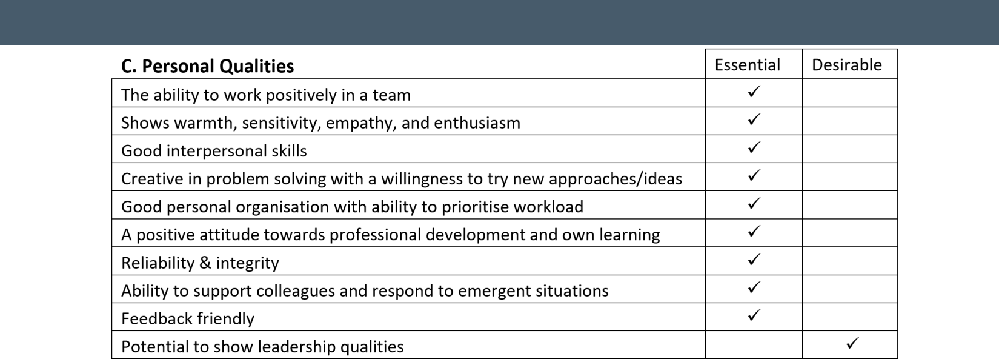 C. Personal Qualities Essential Desirable
The ability to work positively in a team ✓
Shows warmth, sensitivity, empathy, and enthusiasm ✓
Good interpersonal skills ✓
Creative in problem solving with a willingness to try new approaches/ideas ✓
Good personal organisation with ability to prioritise workload ✓
A positive attitude towards professional development and own learning ✓
Reliability & integrity ✓
Ability to support colleagues and respond to emergent situations ✓
Feedback friendly ✓
Potential to show leadership qualities ✓